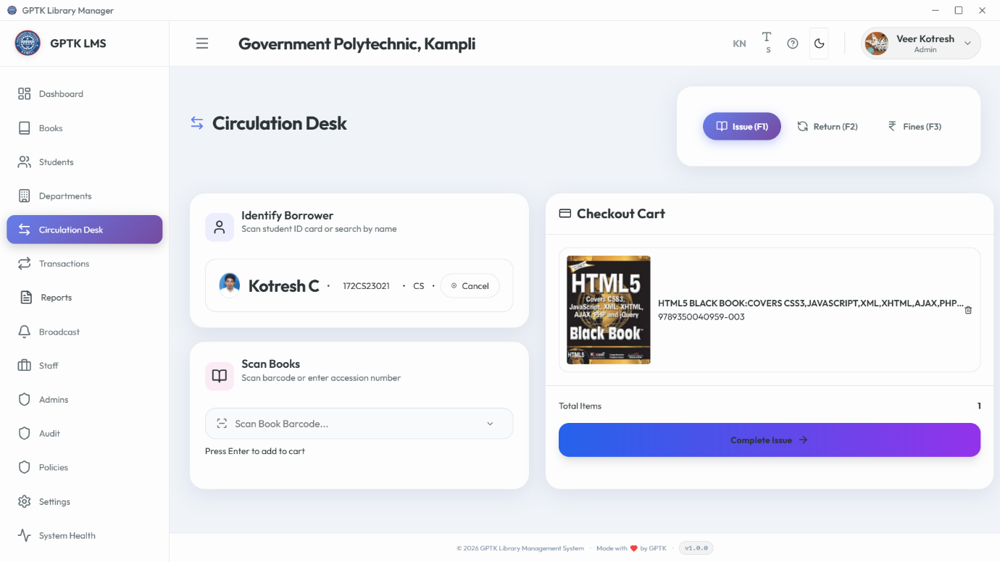 GPTK Library Manager
GPTK LMS
Government Polytechnic, Kampli
KN
T
S
Veer Kotresh
Admin
Dashboard
Books
Students
Departments
Circulation Desk
Transactions
Reports
Broadcast
Staff
Admins
Audit
Policies
Settings
System Health
Circulation Desk
Issue (F1)
Return (F2)
₹ Fines (F3)
Identify Borrower
Scan student ID card or search by name
Kotresh C · 172CS23021 · CS · Cancel
Scan Books
Scan barcode or enter accession number
Scan Book Barcode...
Press Enter to add to cart
Checkout Cart
HTML5
Covers CSS3,
JavaScript, XML, XHTML,
AJAX, PHP and jQuery
Black Book
HTML5
HTML5 BLACK BOOK:COVERS CSS3,JAVASCRIPT,XML,XHTML,AJAX,PHP...
9789350040959-003
Total Items 1
Complete Issue →
© 2026 GPTK Library Management System · Made with ❤ by GPTK · v1.0.0